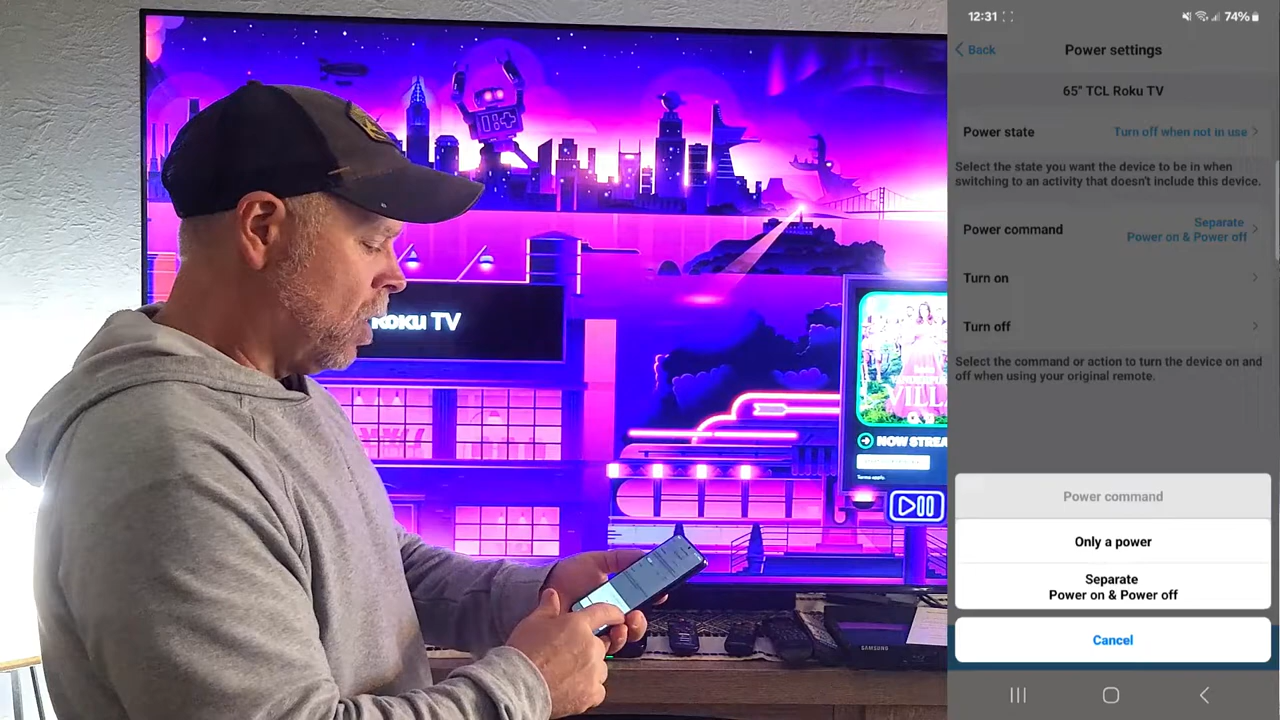 Roku TV
VILL
NOW STREA
Terms apply.
SAMSUNG
12:31
74%
Back
Power settings
65" TCL Roku TV
Power state
Turn off when not in use
Select the state you want the device to be in when
switching to an activity that doesn't include this device.
Power command
Separate
Power on & Power off
Turn on
Turn off
Select the command or action to turn the device on and
off when using your original remote.
Power command
Only a power
Separate
Power on & Power off
Cancel